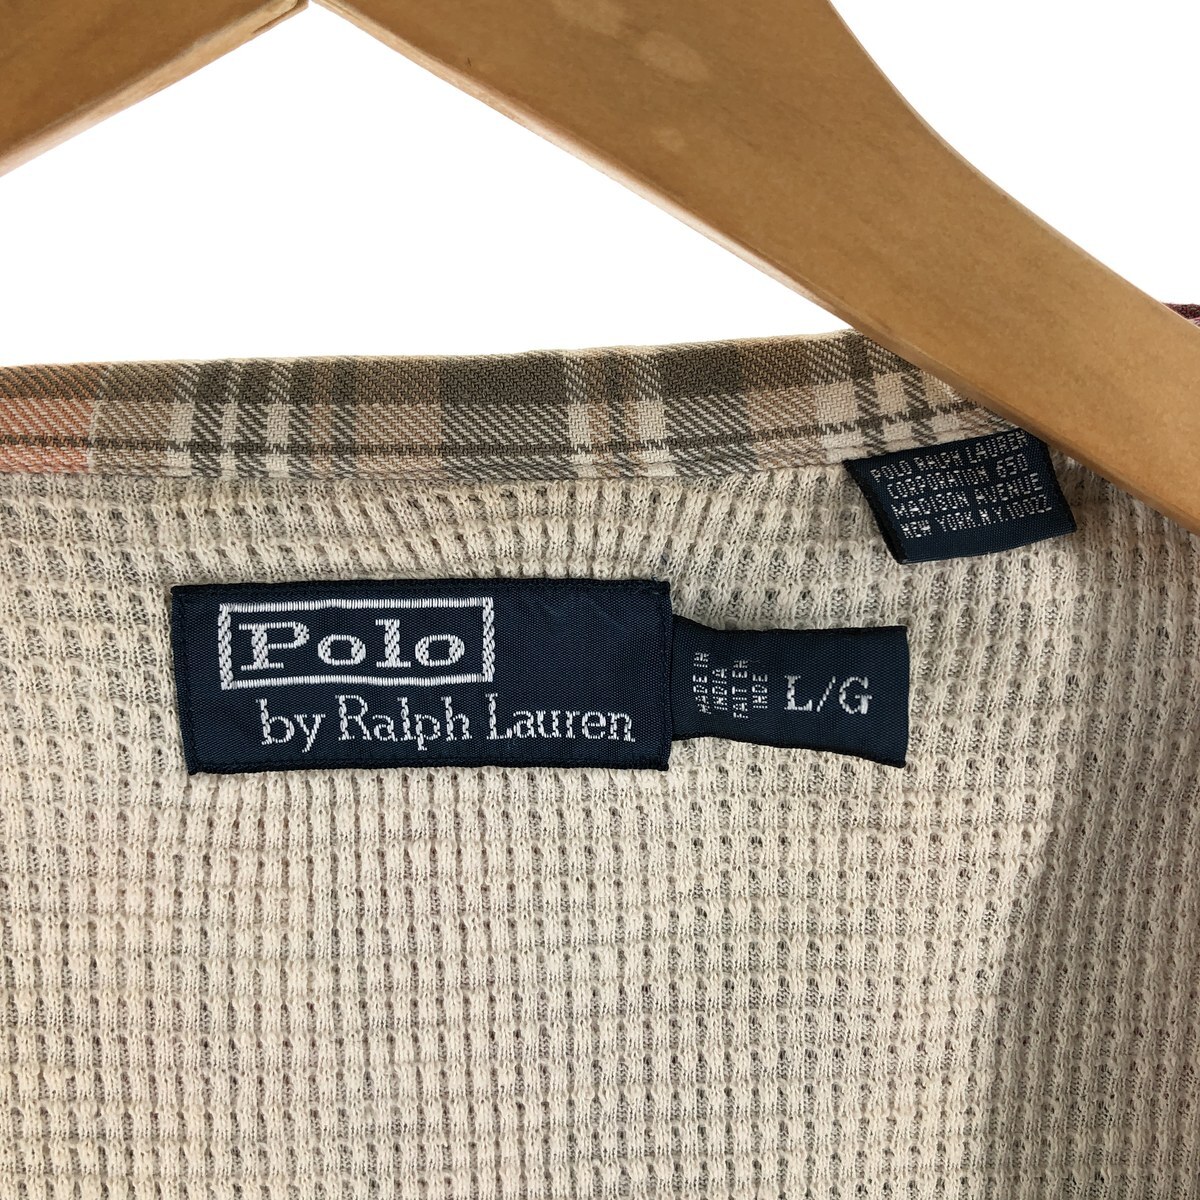 POLO RALPH LAUREN
CORPORATION 650
MADISON AVENUE
NEW YORK.N.Y.10022
Polo
by Ralph Lauren
MADE IN
INDIA
FAIT EN
INDE
L/G